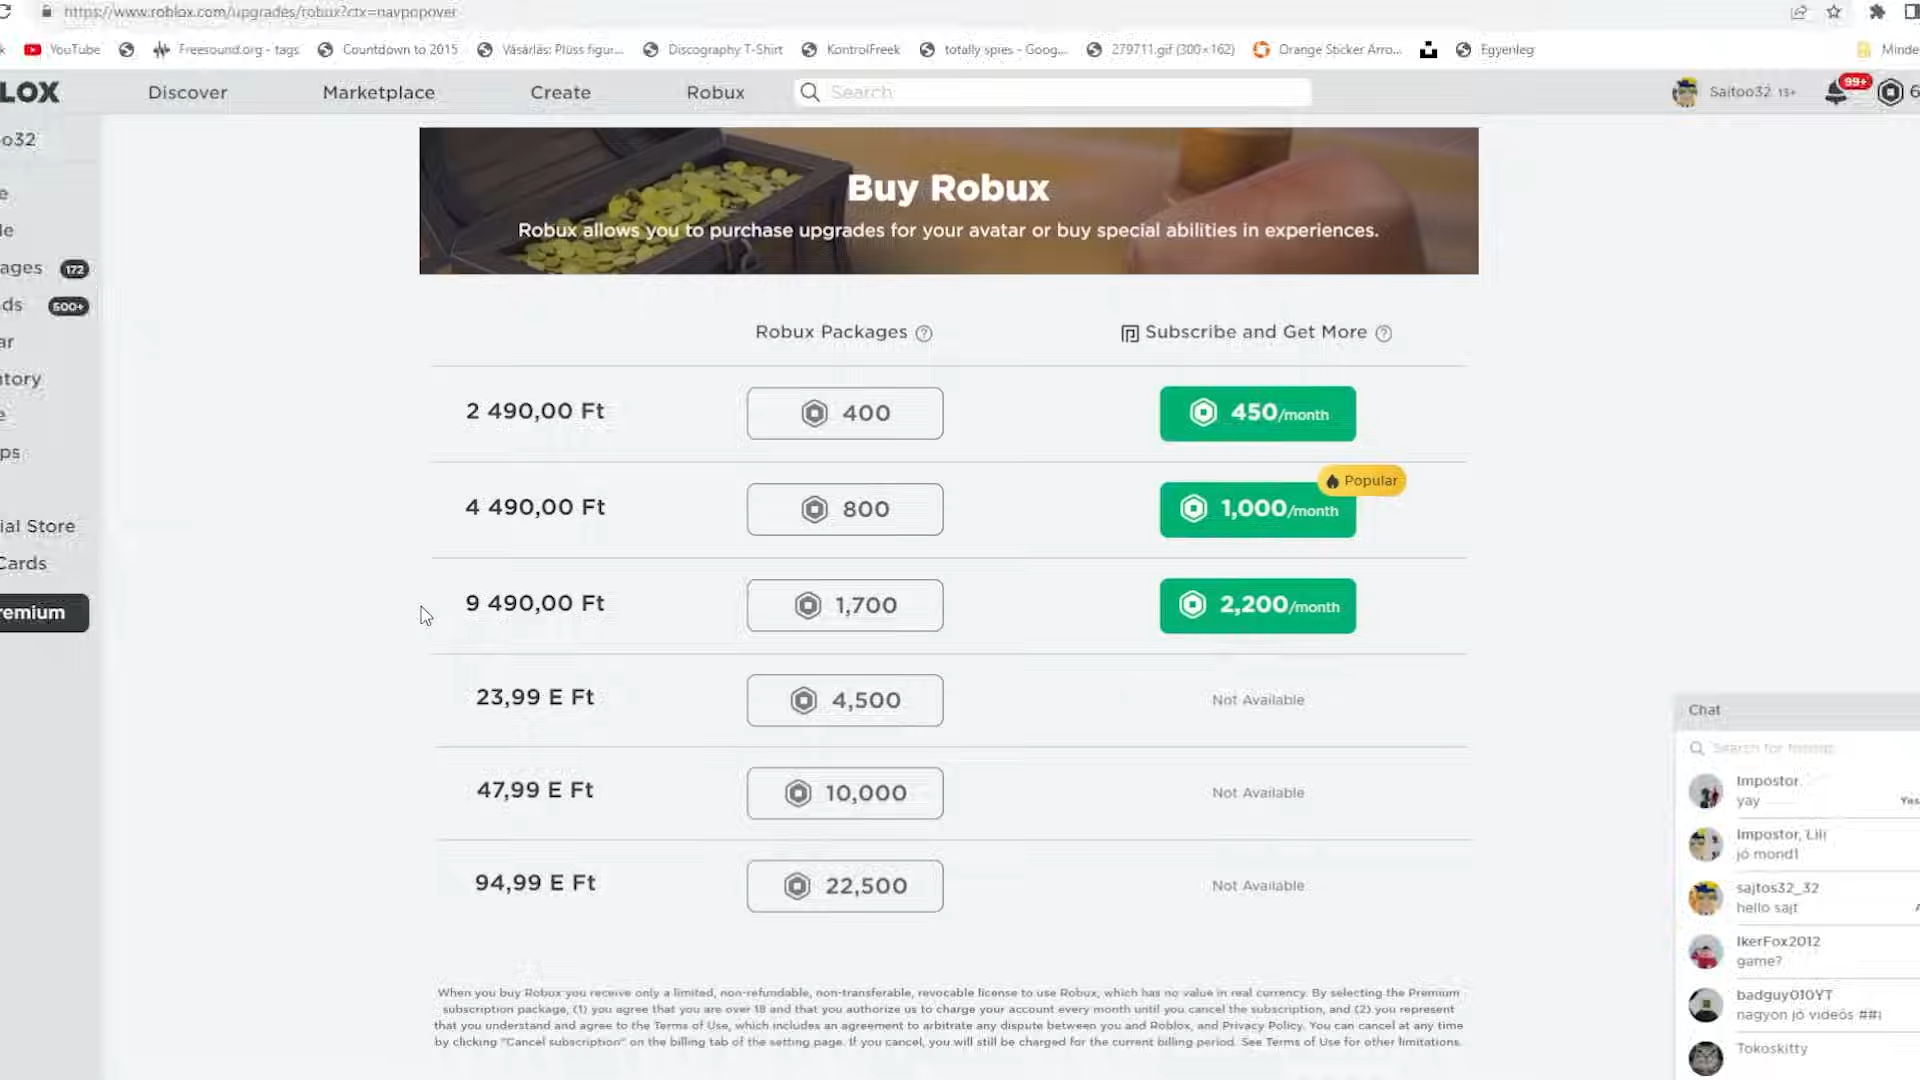 https://www.roblox.com/upgrades/robux?ctx=navpopover
YouTube
Freesound.org - tags
Countdown to 2015
Vásárlás: Plüss figur...
Discography T-Shirt
KontrolFreek
totally spies - Goog...
279711.gif (300×162)
Orange Sticker Arro...
Egyenleg
Minde
LOX
Discover
Marketplace
Create
Robux
Search
Saitoo32 13+
99+
6
oo32
e
le
ages 172
ds 500+
ar
ntory
e
ps
ial Store
Cards
remium
Buy Robux
Robux allows you to purchase upgrades for your avatar or buy special abilities in experiences.
Robux Packages ?
Subscribe and Get More ?
2 490,00 Ft
400
450/month
Popular
4 490,00 Ft
800
1,000/month
9 490,00 Ft
1,700
2,200/month
23,99 E Ft
4,500
Not Available
47,99 E Ft
10,000
Not Available
94,99 E Ft
22,500
Not Available
When you buy Robux you receive only a limited, non-refundable, non-transferable, revocable license to use Robux, which has no value in real currency. By selecting the Premium
subscription package, (1) you agree that you are over 18 and that you authorize us to charge your account every month until you cancel the subscription, and (2) you represent
that you understand and agree to the Terms of Use, which includes an agreement to arbitrate any dispute between you and Roblox, and Privacy Policy. You can cancel at any time
by clicking "Cancel subscription" on the billing tab of the setting page. If you cancel, you will still be charged for the current billing period. See Terms of Use for other limitations.
Chat
Search for friends
Impostor.
yay
Yes
Impostor, Lili
jó mond1
sajtos32_32
hello sajt
IkerFox2012
game?
badguy010YT
nagyon jó videós ##i
Tokoskitty